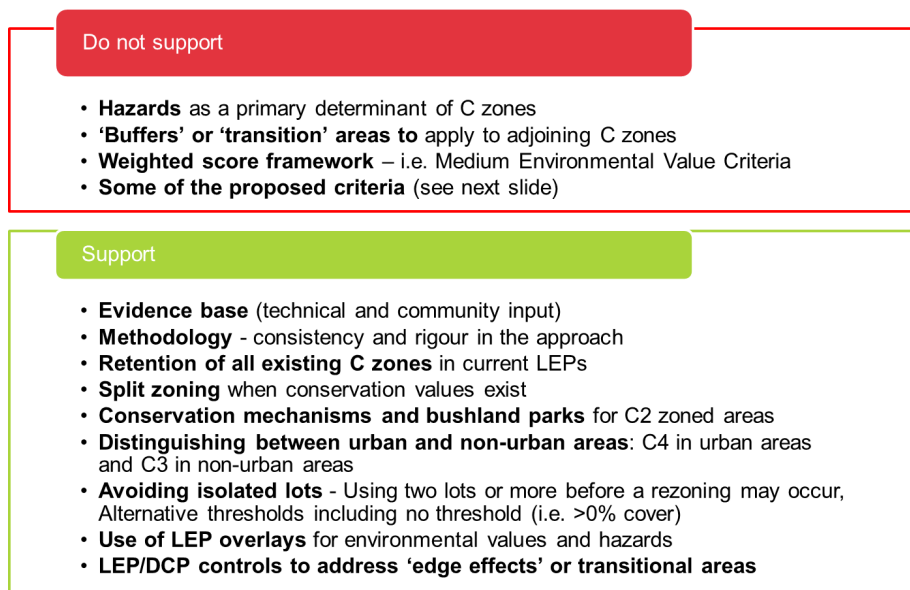 Do not support
• Hazards as a primary determinant of C zones
• ‘Buffers’ or ‘transition’ areas to apply to adjoining C zones
• Weighted score framework – i.e. Medium Environmental Value Criteria
• Some of the proposed criteria (see next slide)
Support
• Evidence base (technical and community input)
• Methodology - consistency and rigour in the approach
• Retention of all existing C zones in current LEPs
• Split zoning when conservation values exist
• Conservation mechanisms and bushland parks for C2 zoned areas
• Distinguishing between urban and non-urban areas: C4 in urban areas
and C3 in non-urban areas
• Avoiding isolated lots - Using two lots or more before a rezoning may occur,
Alternative thresholds including no threshold (i.e. >0% cover)
• Use of LEP overlays for environmental values and hazards
• LEP/DCP controls to address ‘edge effects’ or transitional areas